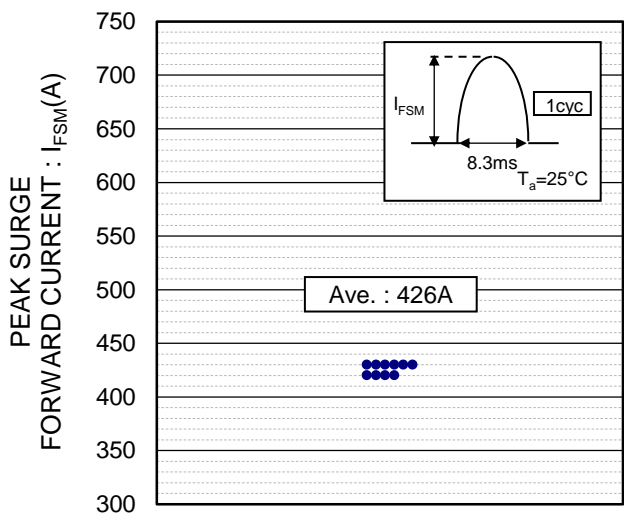 PEAK SURGE
FORWARD CURRENT : IFSM(A)
750
700
650
600
550
500
450
400
350
300
IFSM
1cyc
8.3ms
Ta=25°C
Ave. : 426A